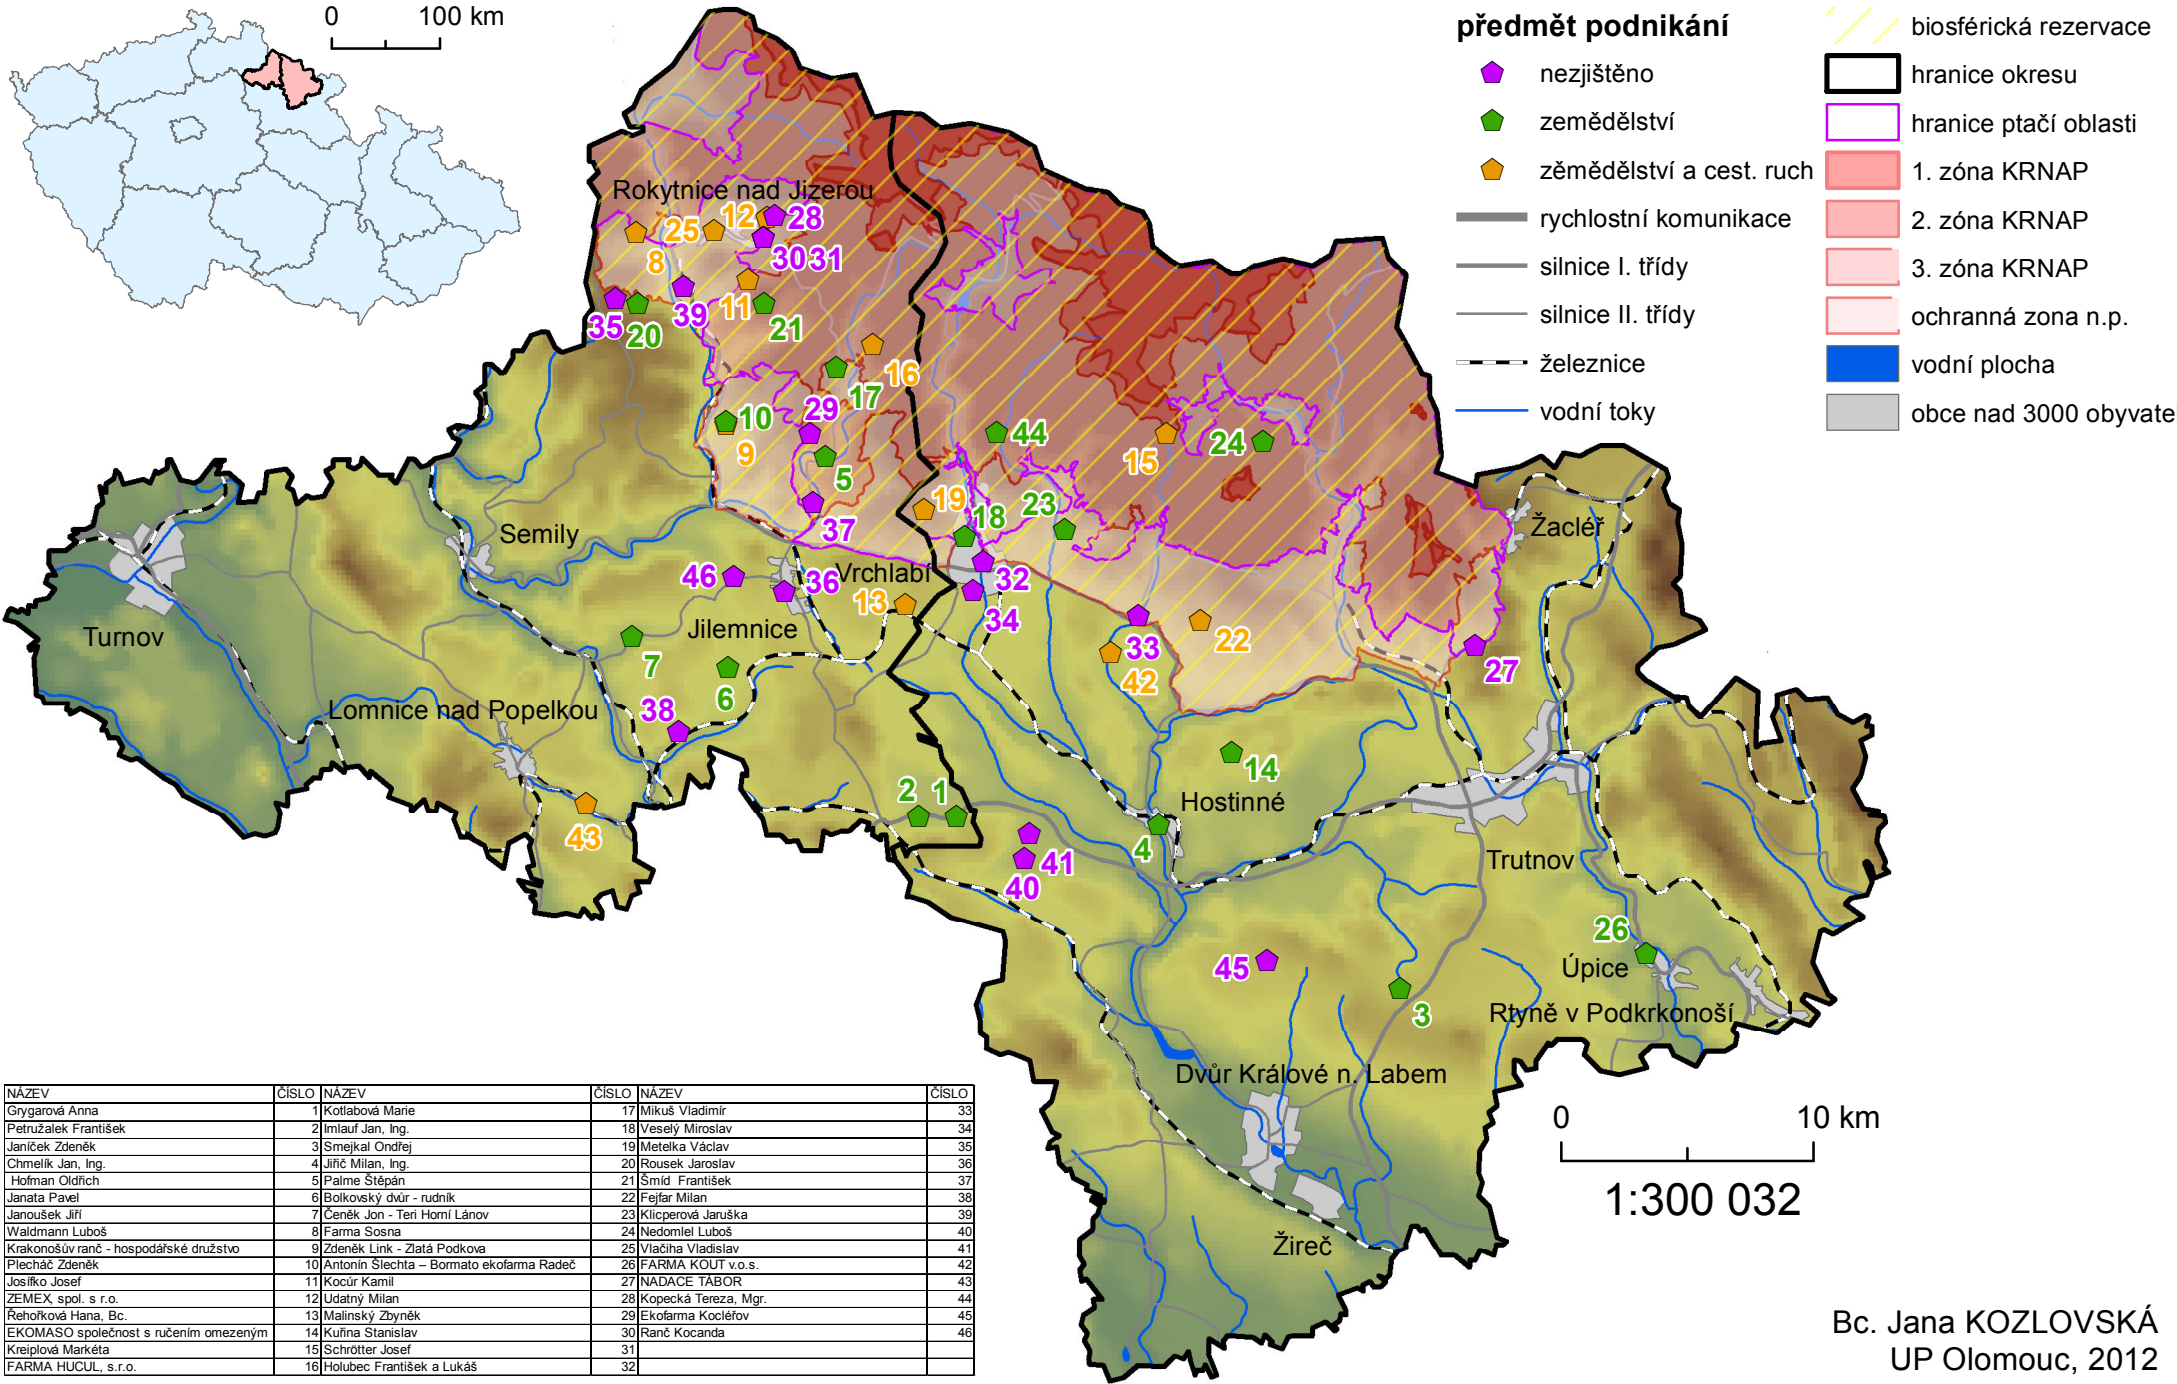 0 100 km
předmět podnikání
nezjištěno
zemědělství
zěmědělství a cest. ruch
rychlostní komunikace
silnice I. třídy
silnice II. třídy
železnice
vodní toky
biosférická rezervace
hranice okresu
hranice ptačí oblasti
1. zóna KRNAP
2. zóna KRNAP
3. zóna KRNAP
ochranná zona n.p.
vodní plocha
obce nad 3000 obyvate
Rokytnice nad Jizerou
25 12 28
8 30 31
35 20 39 11 21
16
17
29
10
9
5
44
15
24
19
18
23
37
Semily
Žacléř
46
36
Vrchlabí
13
32
34
Turnov
Jilemnice
7
6
33
22
42
27
Lomnice nad Popelkou
38
14
Hostinné
2 1
43
41
40
4
Trutnov
26
45
Úpice
3
Rtyně v Podkrkonoší
Dvůr Králové n. Labem
Žireč
0 10 km
1:300 032
NÁZEV ČÍSLO NÁZEV ČÍSLO NÁZEV ČÍSLO
Grygarová Anna 1 Kotlabová Marie 17 Mikuš Vladimír 33
Petružalek František 2 Imlauf Jan, Ing. 18 Veselý Miroslav 34
Janíček Zdeněk 3 Smejkal Ondřej 19 Metelka Václav 35
Chmelík Jan, Ing. 4 Jiřič Milan, Ing. 20 Rousek Jaroslav 36
Hofman Oldřich 5 Palme Štěpán 21 Šmíd František 37
Janata Pavel 6 Bolkovský dvůr - rudník 22 Fejfar Milan 38
Janoušek Jiří 7 Čeněk Jon - Teri Horní Lánov 23 Klicperová Jaruška 39
Waldmann Luboš 8 Farma Sosna 24 Nedomlel Luboš 40
Krakonošův ranč - hospodářské družstvo 9 Zdeněk Link - Zlatá Podkova 25 Vlačiha Vladislav 41
Plecháč Zdeněk 10 Antonín Šlechta – Bormato ekofarma Radeč 26 FARMA KOUT v.o.s. 42
Josífko Josef 11 Kocúr Kamil 27 NADACE TÁBOR 43
ZEMEX, spol. s r.o. 12 Udatný Milan 28 Kopecká Tereza, Mgr. 44
Řehořková Hana, Bc. 13 Malinský Zbyněk 29 Ekofarma Kocléřov 45
EKOMASO společnost s ručením omezeným 14 Kuřina Stanislav 30 Ranč Kocanda 46
Kreiplová Markéta 15 Schrötter Josef 31
FARMA HUCUL, s.r.o. 16 Holubec František a Lukáš 32
Bc. Jana KOZLOVSKÁ
UP Olomouc, 2012